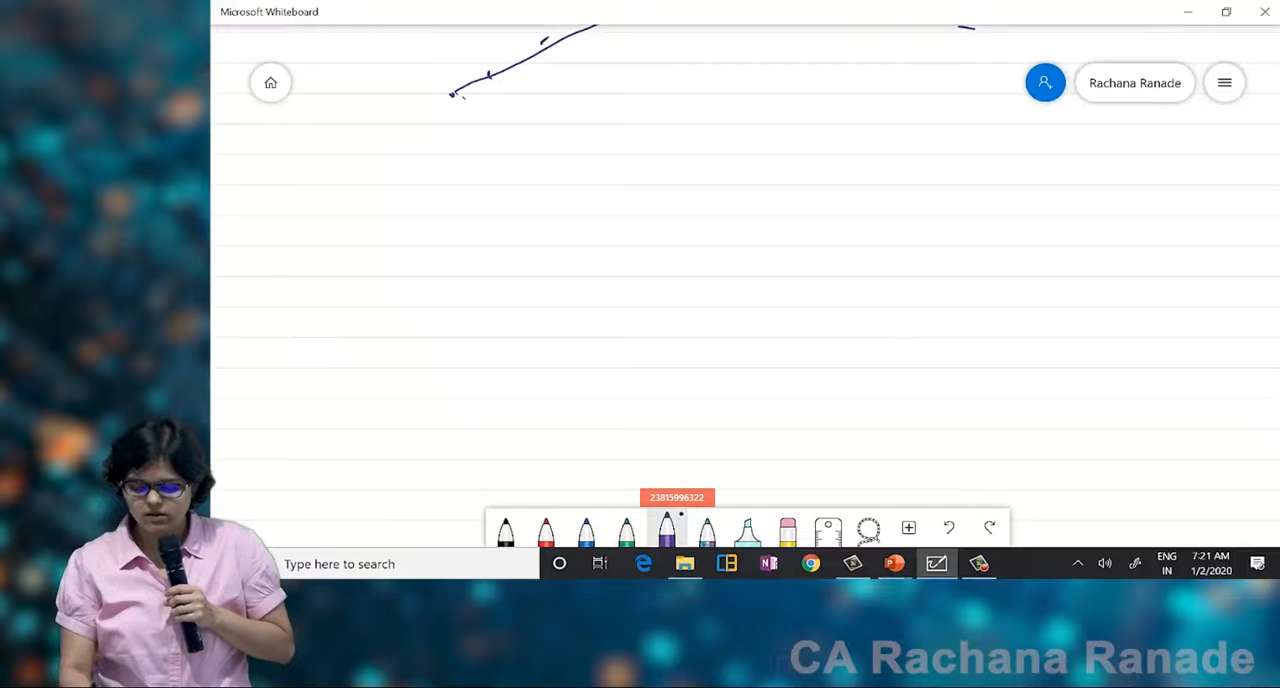 Microsoft Whiteboard
Rachana Ranade
23815996322
Type here to search
ENG
IN
7:21 AM
1/2/2020
CA Rachana Ranade